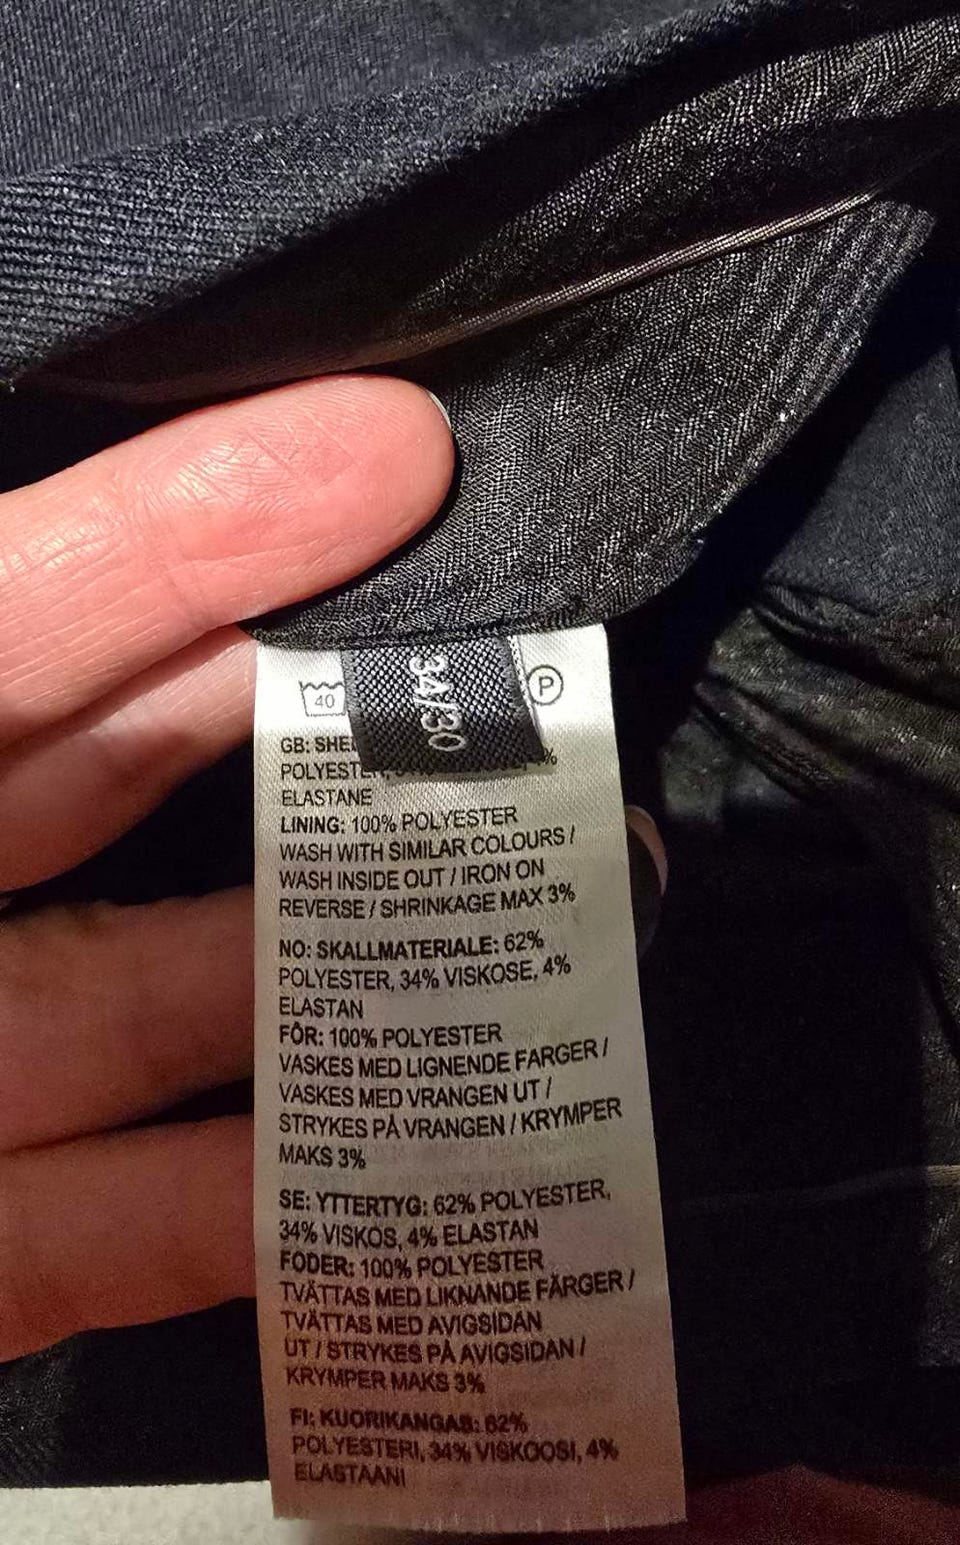 34/30
40
P
GB:
POLYESTER,
ELASTANE
LINING: 100% POLYESTER
WASH WITH SIMILAR COLOURS /
WASH INSIDE OUT / IRON ON
REVERSE / SHRINKAGE MAX 3%
NO: SKALLMATERIALE: 62%
POLYESTER, 34% VISKOSE, 4%
ELASTAN
FÔR: 100% POLYESTER
VASKES MED LIGNENDE FARGER /
VASKES MED VRANGEN UT /
STRYKES PÅ VRANGEN / KRYMPER
MAKS 3%
SE: YTTERTYG: 62% POLYESTER,
34% VISKOS, 4% ELASTAN
FODER: 100% POLYESTER
TVÄTTAS MED LIKNANDE FÄRGER /
TVÄTTAS MED AVIGSIDAN
UT / STRYKES PÅ AVIGSIDAN /
KRYMPER MAKS 3%
FI: KUORIKANGAS: 62%
POLYESTERI, 34% VISKOOSI, 4%
ELASTAANI